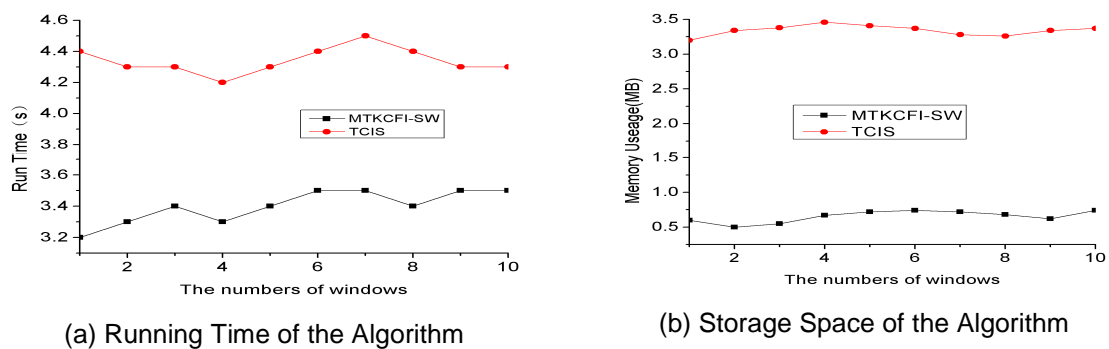 4.6
4.4
4.2
4.0
3.8
3.6
3.4
3.2
Run Time (s)
MTKCFI-SW
TCIS
2 4 6 8 10
The numbers of windows
(a) Running Time of the Algorithm
3.5
3.0
2.5
2.0
1.5
1.0
0.5
Memory Useage(MB)
MTKCFI-SW
TCIS
2 4 6 8 10
The numbers of windows
(b) Storage Space of the Algorithm